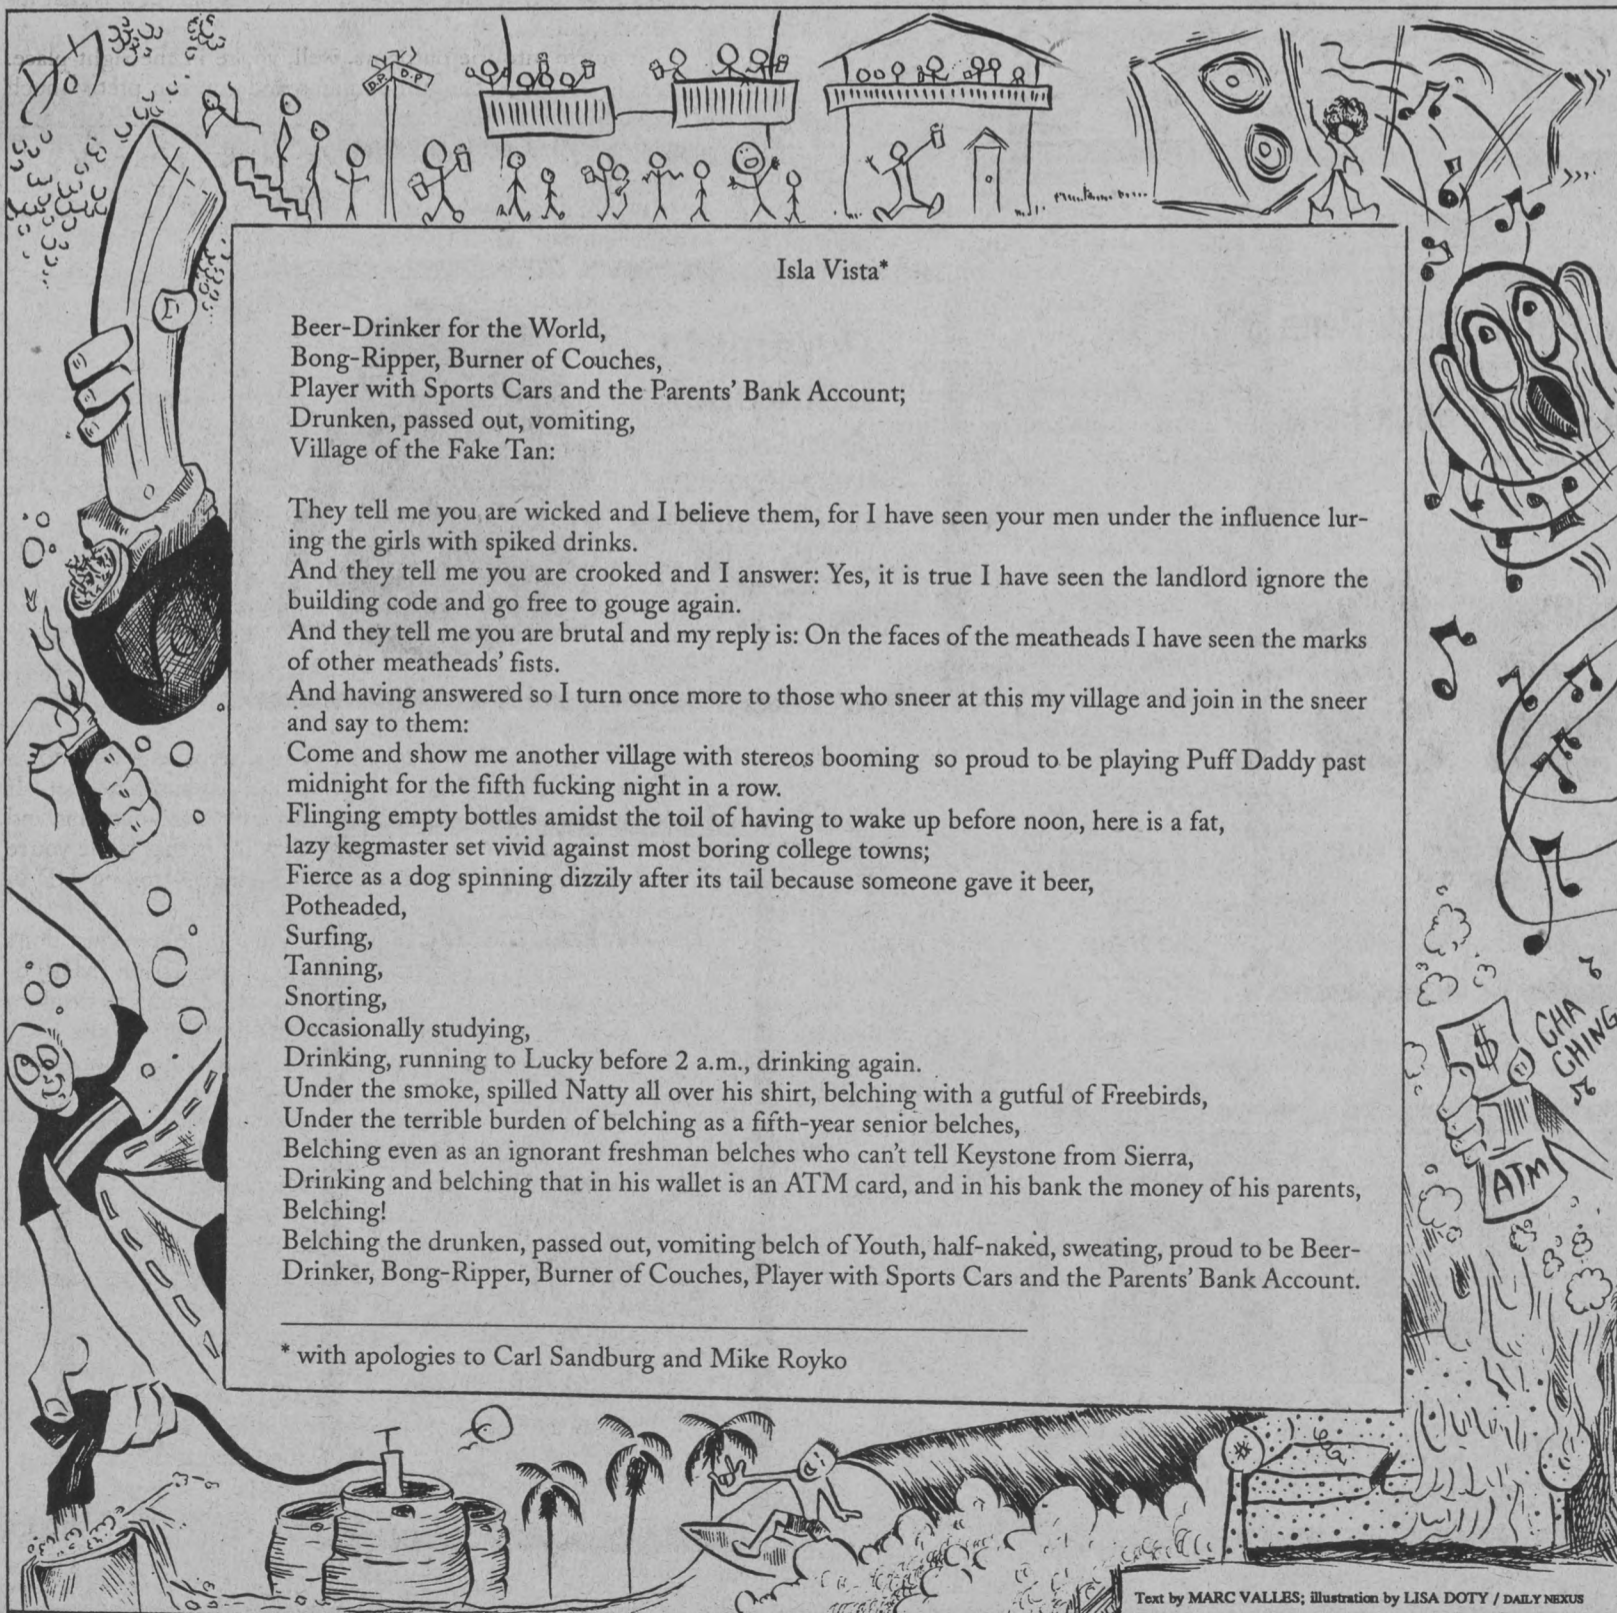 D.P.
D.P.
Isla Vista*
Beer-Drinker for the World,
Bong-Ripper, Burner of Couches,
Player with Sports Cars and the Parents' Bank Account;
Drunken, passed out, vomiting,
Village of the Fake Tan:
They tell me you are wicked and I believe them, for I have seen your men under the influence lur-
ing the girls with spiked drinks.
And they tell me you are crooked and I answer: Yes, it is true I have seen the landlord ignore the
building code and go free to gouge again.
And they tell me you are brutal and my reply is: On the faces of the meatheads I have seen the marks
of other meatheads' fists.
And having answered so I turn once more to those who sneer at this my village and join in the sneer
and say to them:
Come and show me another village with stereos booming so proud to be playing Puff Daddy past
midnight for the fifth fucking night in a row.
Flinging empty bottles amidst the toil of having to wake up before noon, here is a fat,
lazy kegmaster set vivid against most boring college towns;
Fierce as a dog spinning dizzily after its tail because someone gave it beer,
Potheaded,
Surfing,
Tanning,
Snorting,
Occasionally studying,
Drinking, running to Lucky before 2 a.m., drinking again.
Under the smoke, spilled Natty all over his shirt, belching with a gutful of Freebirds,
Under the terrible burden of belching as a fifth-year senior belches,
Belching even as an ignorant freshman belches who can't tell Keystone from Sierra,
Drinking and belching that in his wallet is an ATM card, and in his bank the money of his parents,
Belching!
Belching the drunken, passed out, vomiting belch of Youth, half-naked, sweating, proud to be Beer-
Drinker, Bong-Ripper, Burner of Couches, Player with Sports Cars and the Parents' Bank Account.
* with apologies to Carl Sandburg and Mike Royko
$
CHA
CHING
ATM
Text by MARC VALLES; illustration by LISA DOTY / DAILY NEXUS